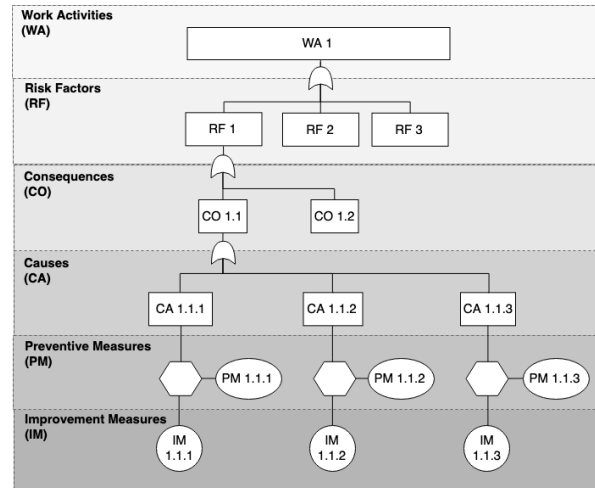 Work Activities
(WA)
WA 1
Risk Factors
(RF)
RF 1
RF 2
RF 3
Consequences
(CO)
CO 1.1
CO 1.2
Causes
(CA)
CA 1.1.1
CA 1.1.2
CA 1.1.3
Preventive Measures
(PM)
PM 1.1.1
PM 1.1.2
PM 1.1.3
Improvement Measures
(IM)
IM
1.1.1
IM
1.1.2
IM
1.1.3